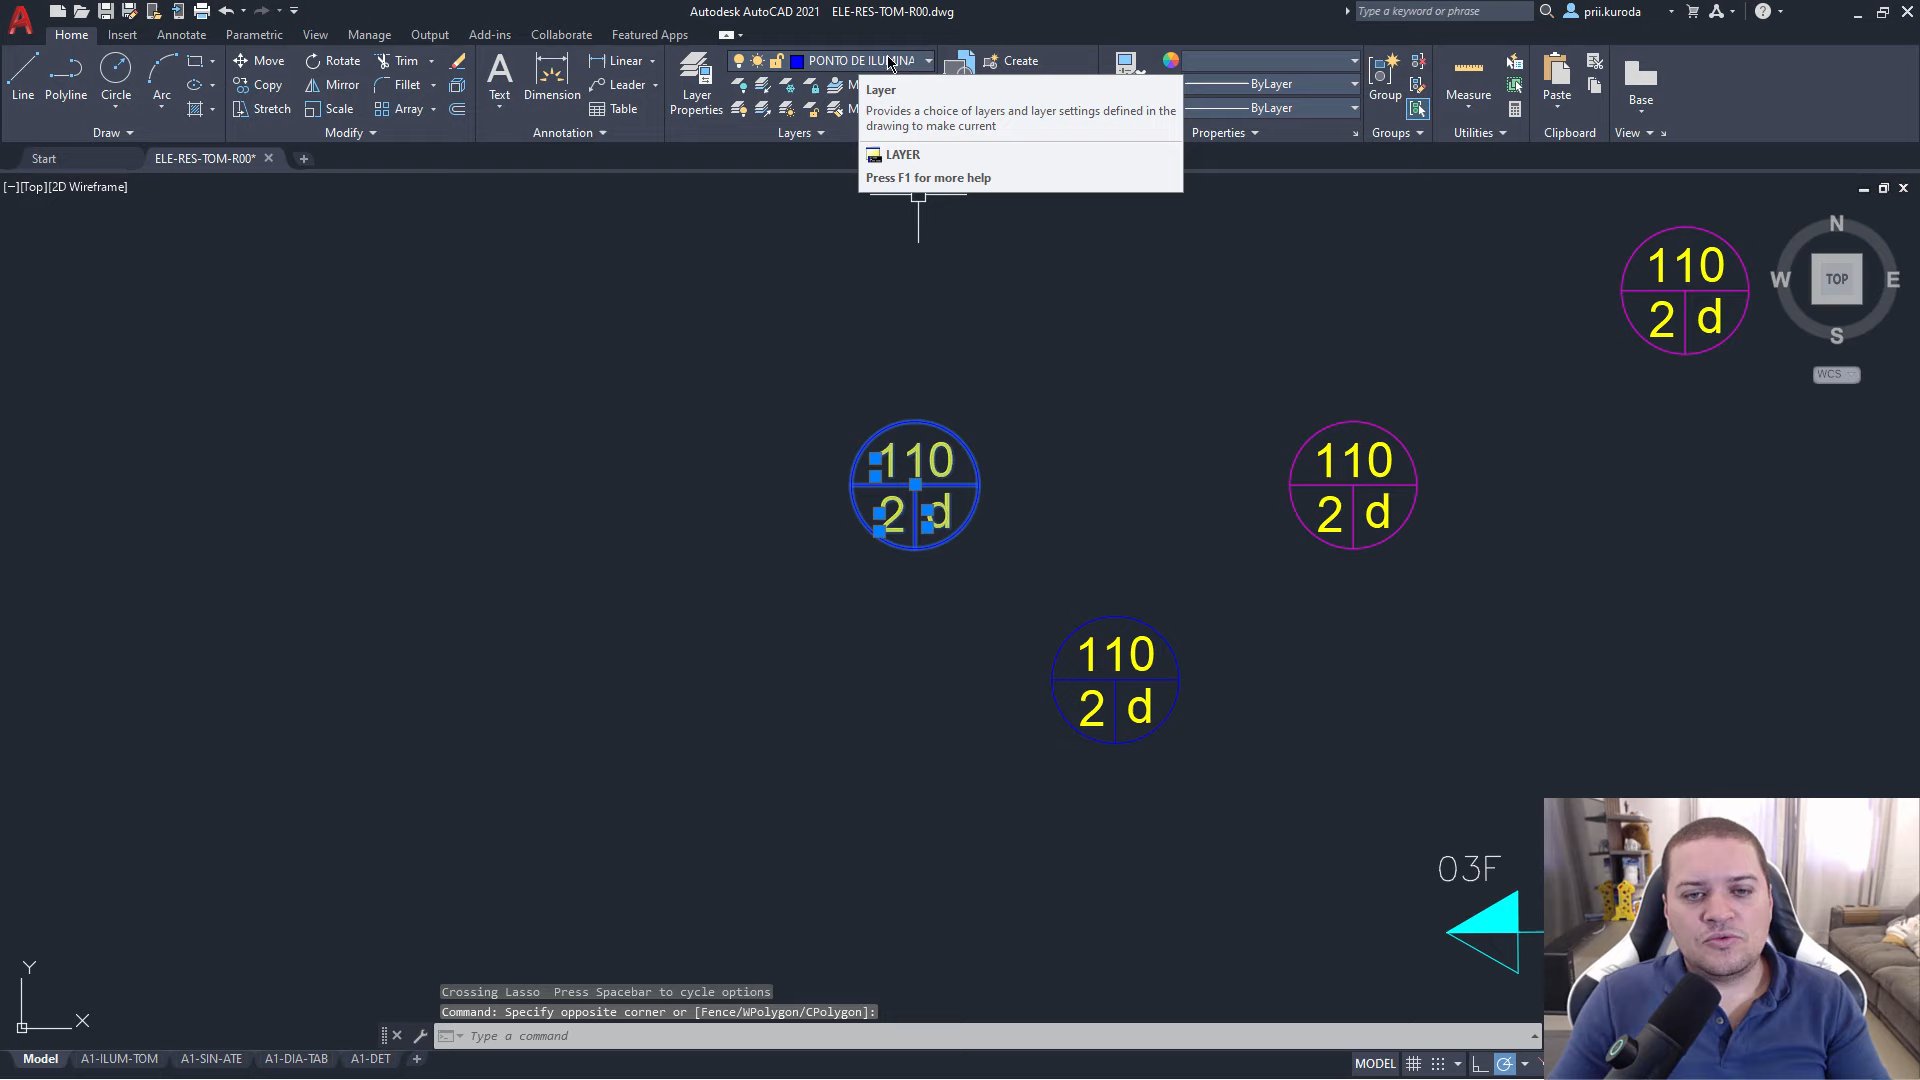 Autodesk AutoCAD 2021 ELE-RES-TOM-R00.dwg
Type a keyword or phrase
prii.kuroda
Home Insert Annotate Parametric View Manage Output Add-ins Collaborate Featured Apps
Line Polyline Circle Arc
Move Rotate Trim
Copy Mirror Fillet
Stretch Scale Array
Text Dimension
Linear
Leader
Table
Layer
Properties
PONTO DE ILUMINA
Create
ByLayer
ByLayer
Group Measure Paste Base
Draw Modify Annotation Layers Properties Groups Utilities Clipboard View
Layer
Provides a choice of layers and layer settings defined in the
drawing to make current
LAYER
Press F1 for more help
Start ELE-RES-TOM-R00*
[−][Top][2D Wireframe]
N
W TOP E
S
WCS
110
2 d
110
2 d
110
2 d
110
2 d
03F
Y
X
Crossing Lasso Press Spacebar to cycle options
Command: Specify opposite corner or [Fence/WPolygon/CPolygon]:
Type a command
Model A1-ILUM-TOM A1-SIN-ATE A1-DIA-TAB A1-DET
MODEL